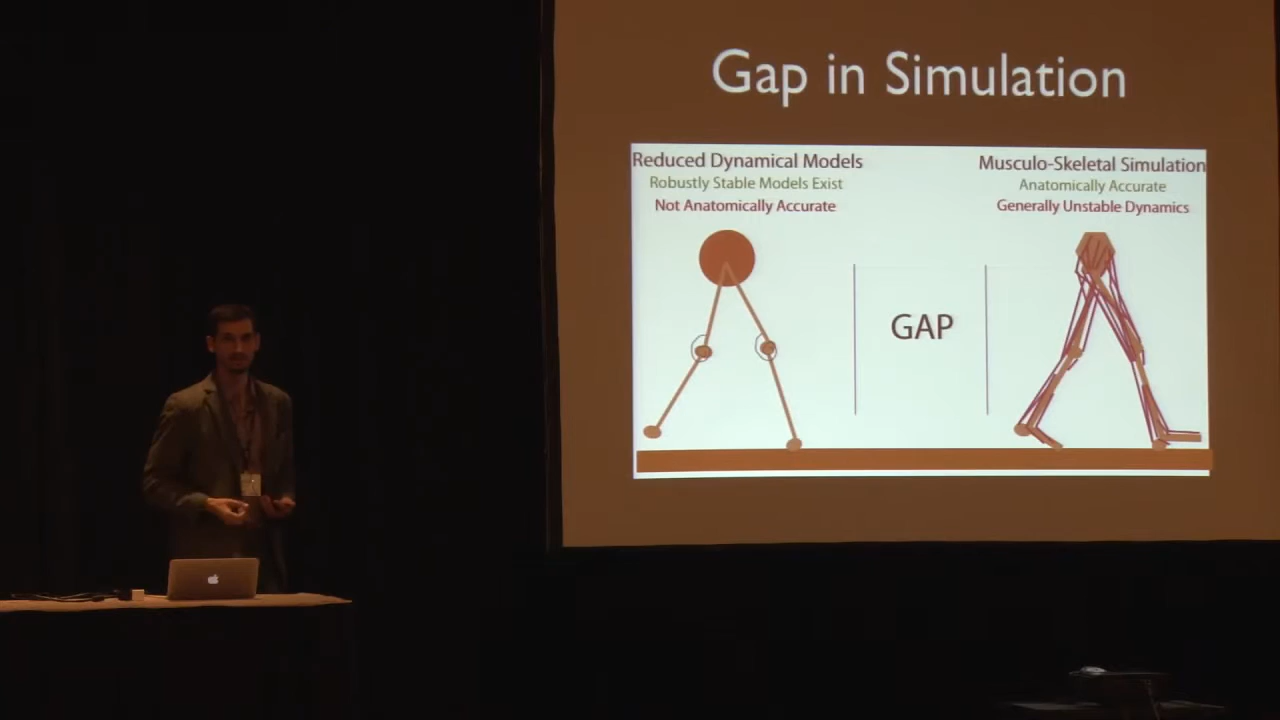 Gap in Simulation
Reduced Dynamical Models
Robustly Stable Models Exist
Not Anatomically Accurate
Musculo-Skeletal Simulation
Anatomically Accurate
Generally Unstable Dynamics
GAP